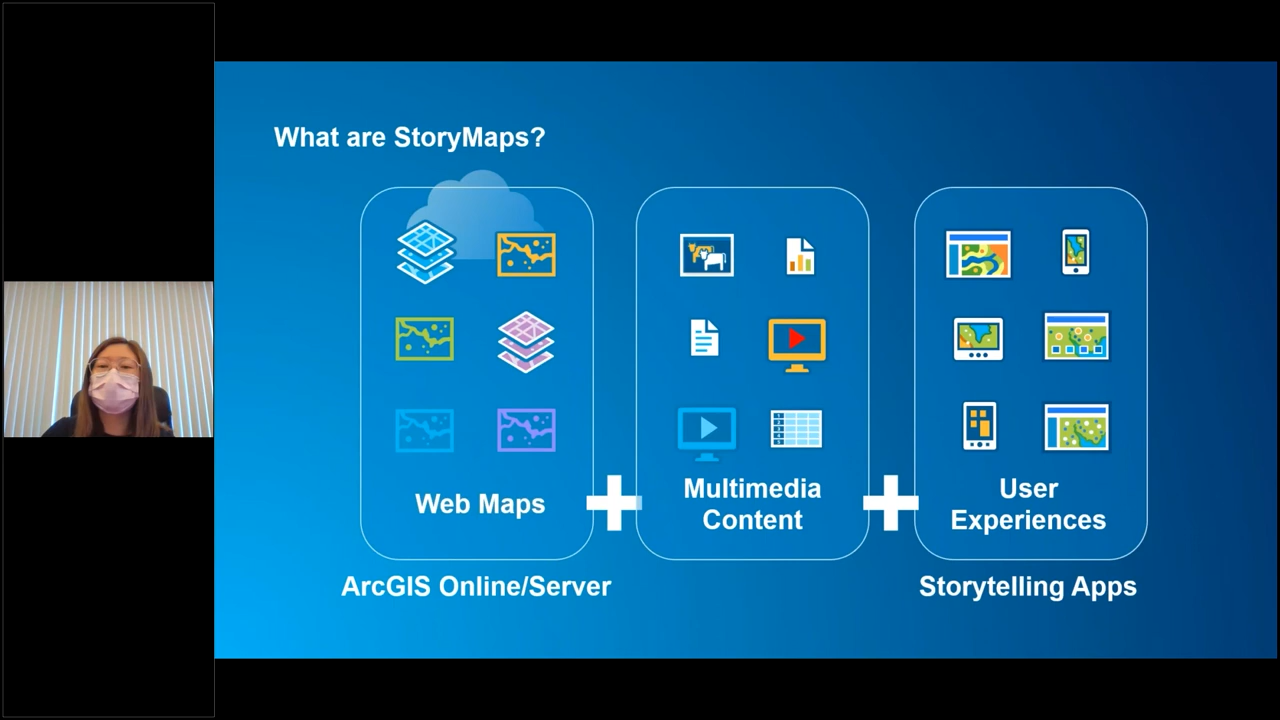 What are StoryMaps?
Web Maps
Multimedia
Content
User
Experiences
ArcGIS Online/Server
Storytelling Apps